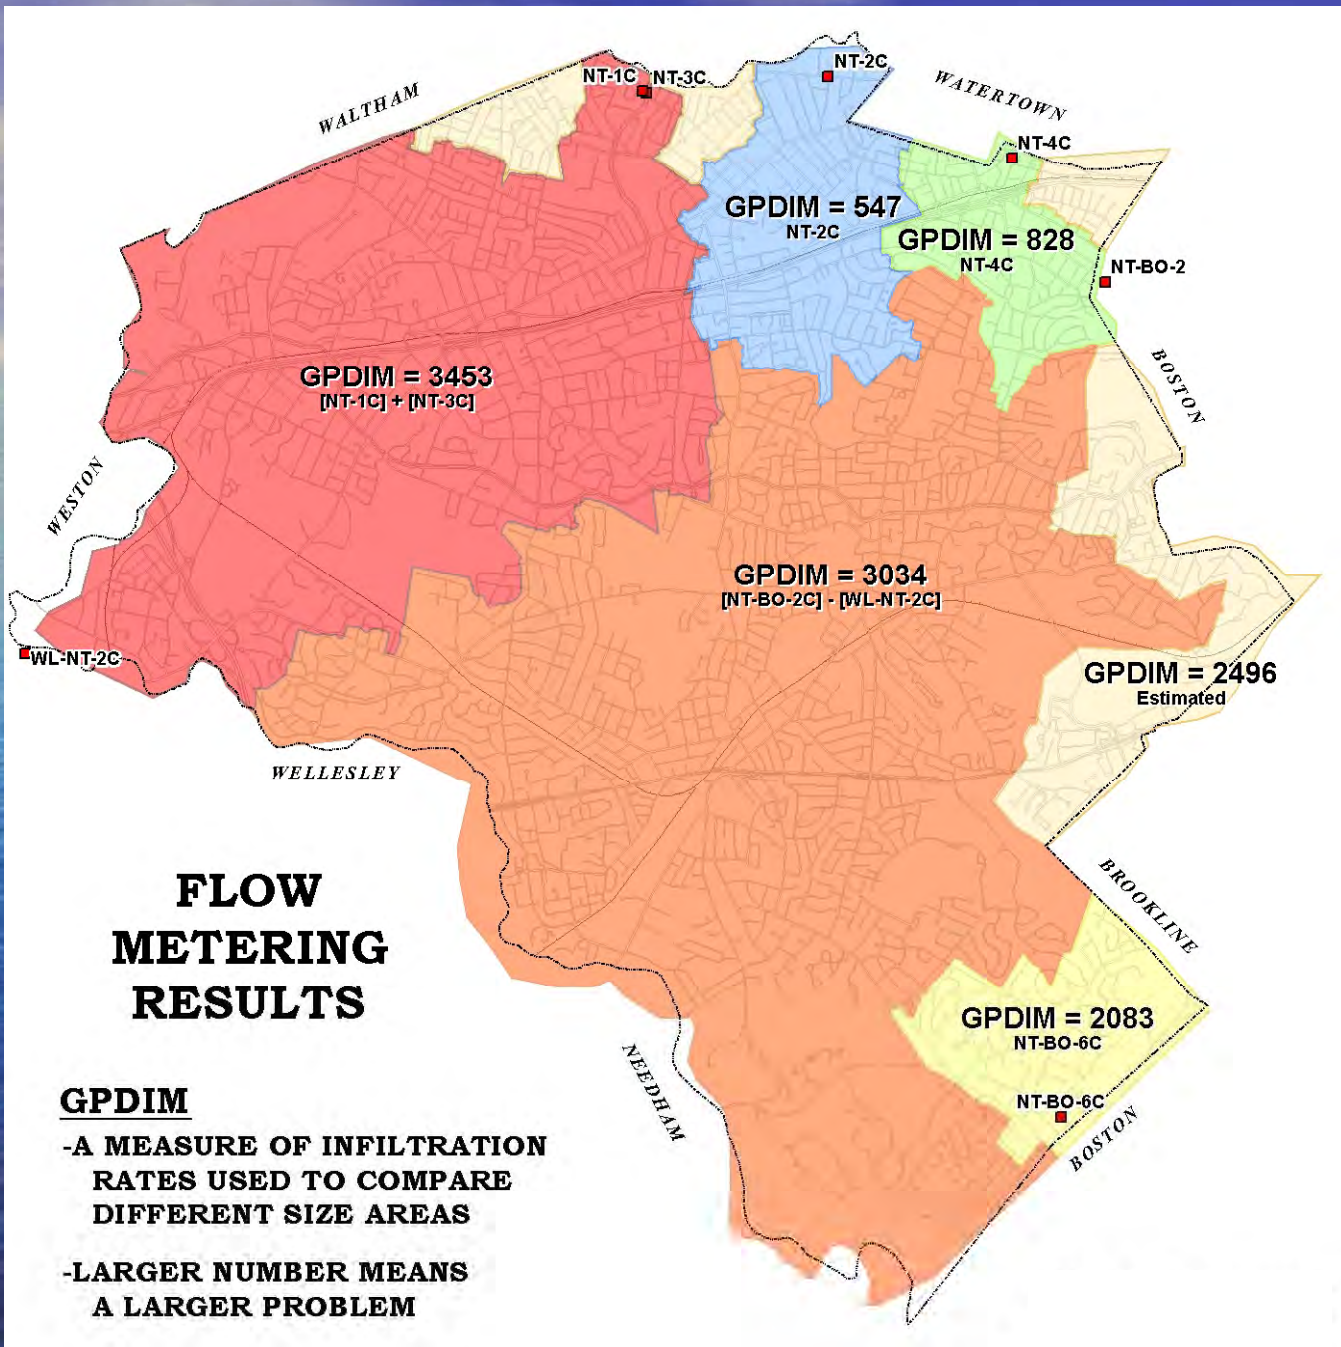 NT-1C
NT-3C
NT-2C
WALTHAM
WATERTOWN
NT-4C
GPDIM = 547
NT-2C
GPDIM = 828
NT-4C
NT-BO-2
BOSTON
GPDIM = 3453
[NT-1C] + [NT-3C]
WESTON
GPDIM = 3034
[NT-BO-2C] - [WL-NT-2C]
WL-NT-2C
GPDIM = 2496
Estimated
WELLESLEY
BROOKLINE
FLOW
METERING
RESULTS
GPDIM = 2083
NT-BO-6C
NEEDHAM
NT-BO-6C
BOSTON
GPDIM
-A MEASURE OF INFILTRATION
RATES USED TO COMPARE
DIFFERENT SIZE AREAS
-LARGER NUMBER MEANS
A LARGER PROBLEM